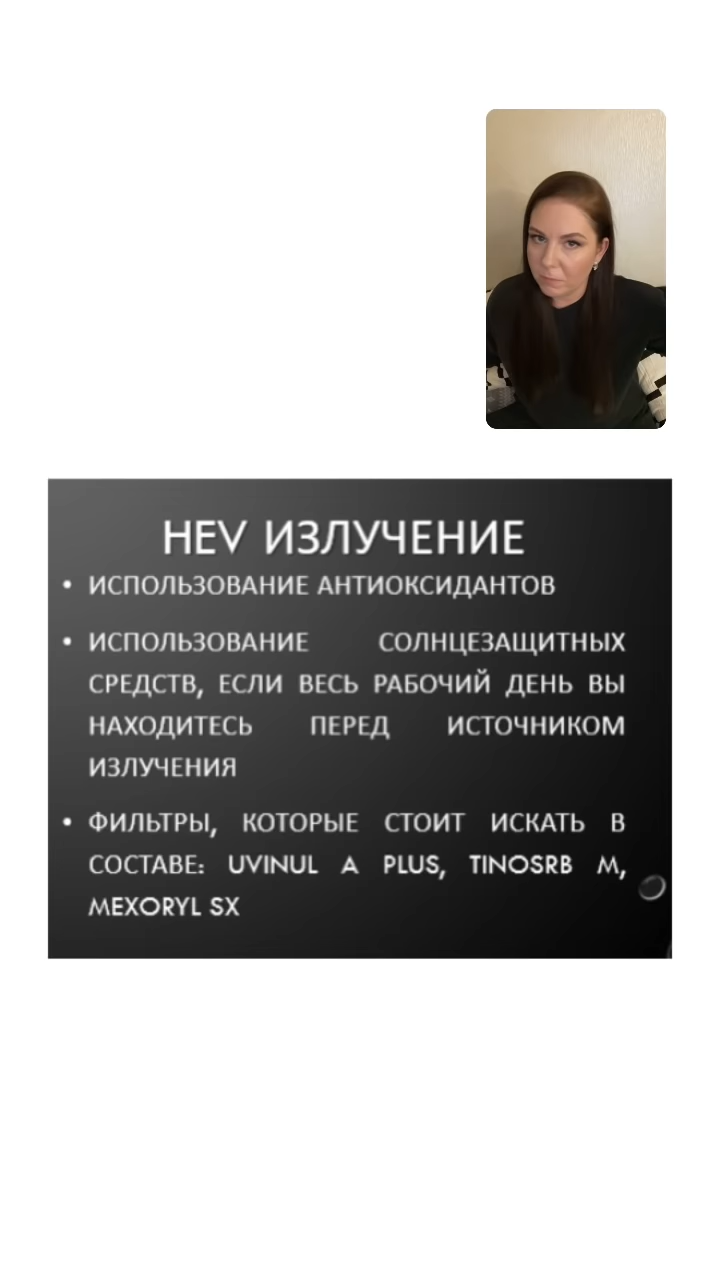 HEV ИЗЛУЧЕНИЕ
• ИСПОЛЬЗОВАНИЕ АНТИОКСИДАНТОВ
• ИСПОЛЬЗОВАНИЕ СОЛНЦЕЗАЩИТНЫХ
СРЕДСТВ, ЕСЛИ ВЕСЬ РАБОЧИЙ ДЕНЬ ВЫ
НАХОДИТЕСЬ ПЕРЕД ИСТОЧНИКОМ
ИЗЛУЧЕНИЯ
• ФИЛЬТРЫ, КОТОРЫЕ СТОИТ ИСКАТЬ В
СОСТАВЕ: UVINUL A PLUS, TINOSRB M,
MEXORYL SX